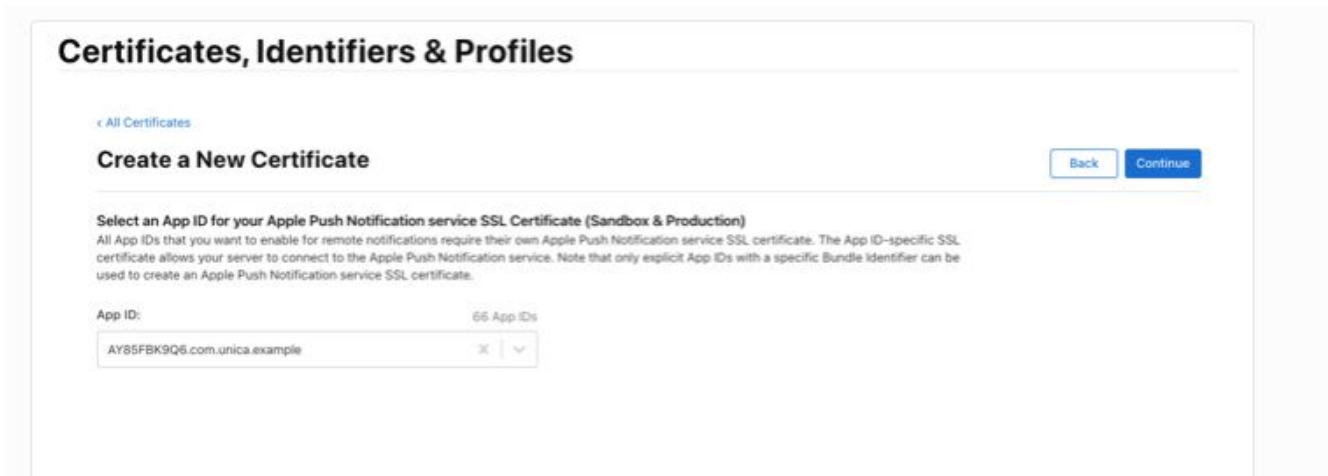 Certificates, Identifiers & Profiles
< All Certificates
Create a New Certificate
Back
Continue
Select an App ID for your Apple Push Notification service SSL Certificate (Sandbox & Production)
All App IDs that you want to enable for remote notifications require their own Apple Push Notification service SSL certificate. The App ID-specific SSL
certificate allows your server to connect to the Apple Push Notification service. Note that only explicit App IDs with a specific Bundle Identifier can be
used to create an Apple Push Notification service SSL certificate.
App ID:
66 App IDs
AY85FBK9Q6.com.unica.example